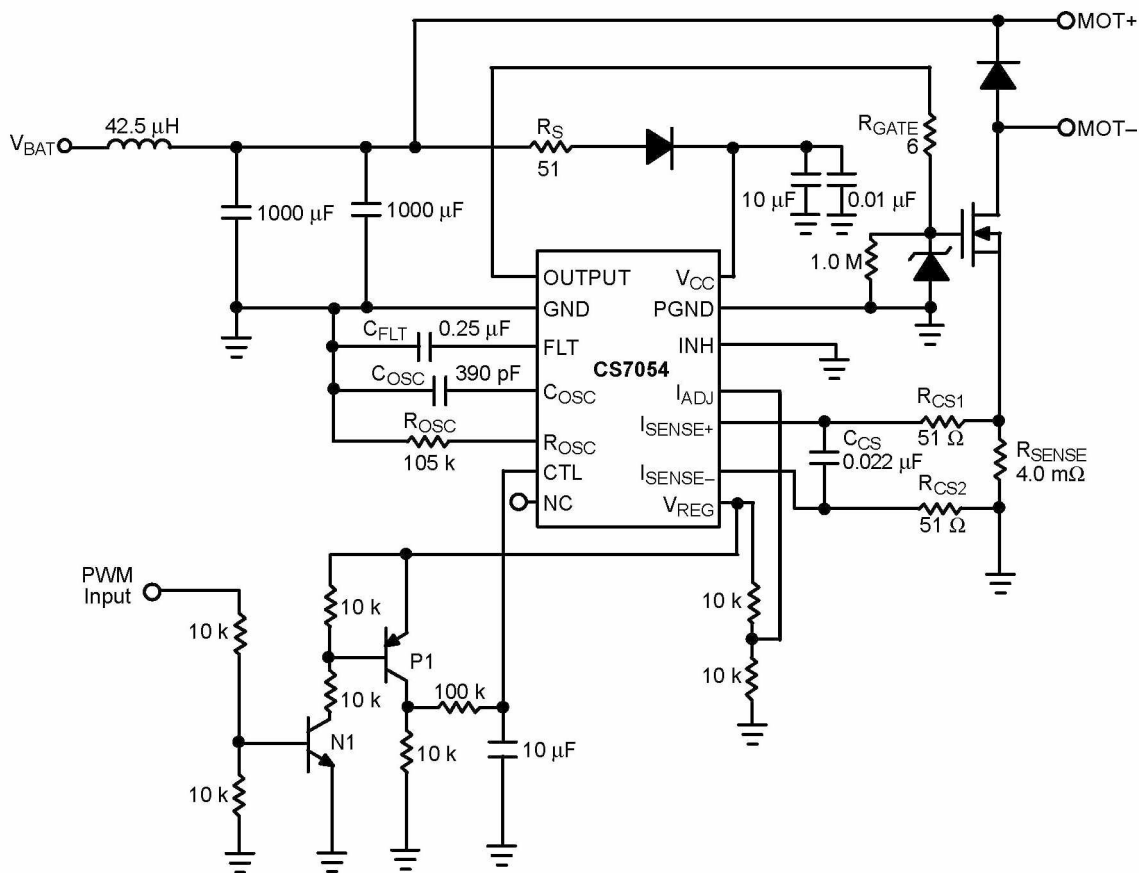 MOT+
42.5 μH
V_BAT
R_S
51
R_GATE
6
MOT–
1000 μF
1000 μF
10 μF
0.01 μF
1.0 M
OUTPUT
V_CC
GND
PGND
C_FLT
0.25 μF
FLT
INH
CS7054
C_OSC
390 pF
C_OSC
I_ADJ
R_OSC
105 k
R_OSC
I_SENSE+
R_CS1
51 Ω
C_CS
0.022 μF
R_SENSE
4.0 mΩ
CTL
I_SENSE–
R_CS2
51 Ω
NC
V_REG
PWM
Input
10 k
10 k
10 k
P1
10 k
100 k
10 k
N1
10 k
10 μF
10 k
10 k